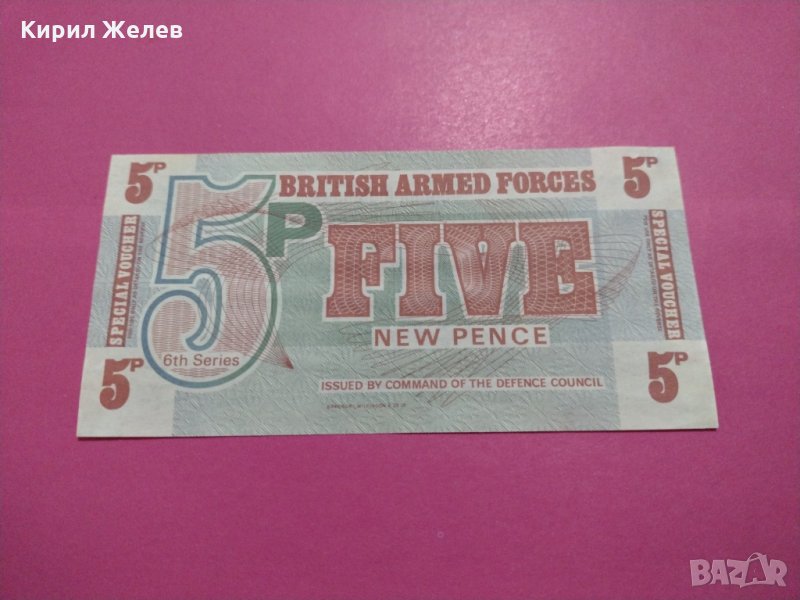 Кирил Желев
5P
BRITISH ARMED FORCES
5P
SPECIAL VOUCHER
5P
FIVE
NEW PENCE
SPECIAL VOUCHER
6th Series
5P
ISSUED BY COMMAND OF THE DEFENCE COUNCIL
5P
BAZAR